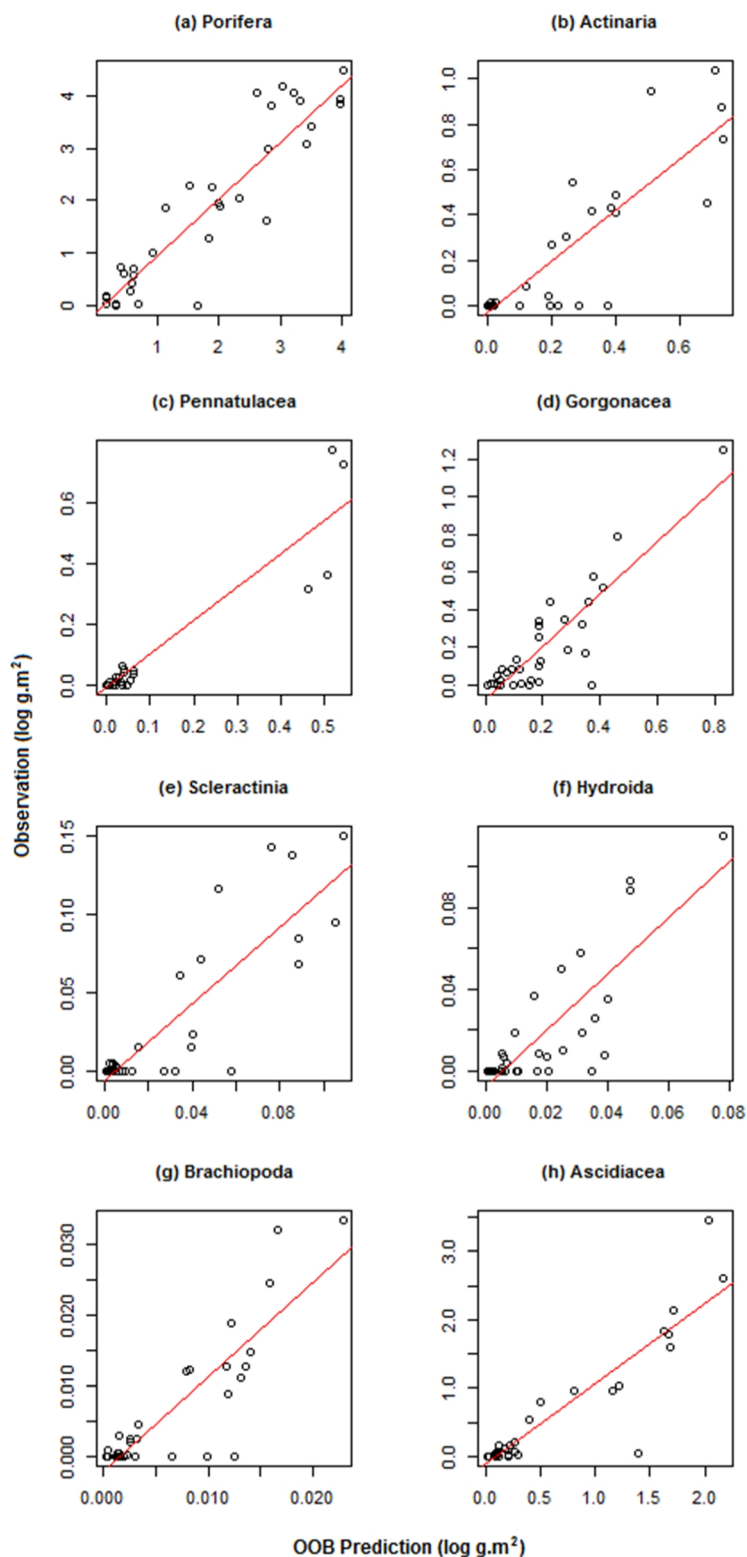 (a) Porifera
(b) Actinaria
0 1 2 3 4
1 2 3 4
0.0 0.2 0.4 0.6 0.8 1.0
0.0 0.2 0.4 0.6
(c) Pennatulacea
(d) Gorgonacea
0.0 0.2 0.4 0.6
0.0 0.1 0.2 0.3 0.4 0.5
0.0 0.2 0.4 0.6 0.8 1.0 1.2
0.0 0.2 0.4 0.6 0.8
Observation (log g.m²)
(e) Scleractinia
(f) Hydroida
0.00 0.05 0.10 0.15
0.00 0.04 0.08
0.00 0.04 0.08
0.00 0.02 0.04 0.06 0.08
(g) Brachiopoda
(h) Ascidiacea
0.000 0.010 0.020 0.030
0.000 0.010 0.020
0.0 1.0 2.0 3.0
0.0 0.5 1.0 1.5 2.0
OOB Prediction (log g.m²)